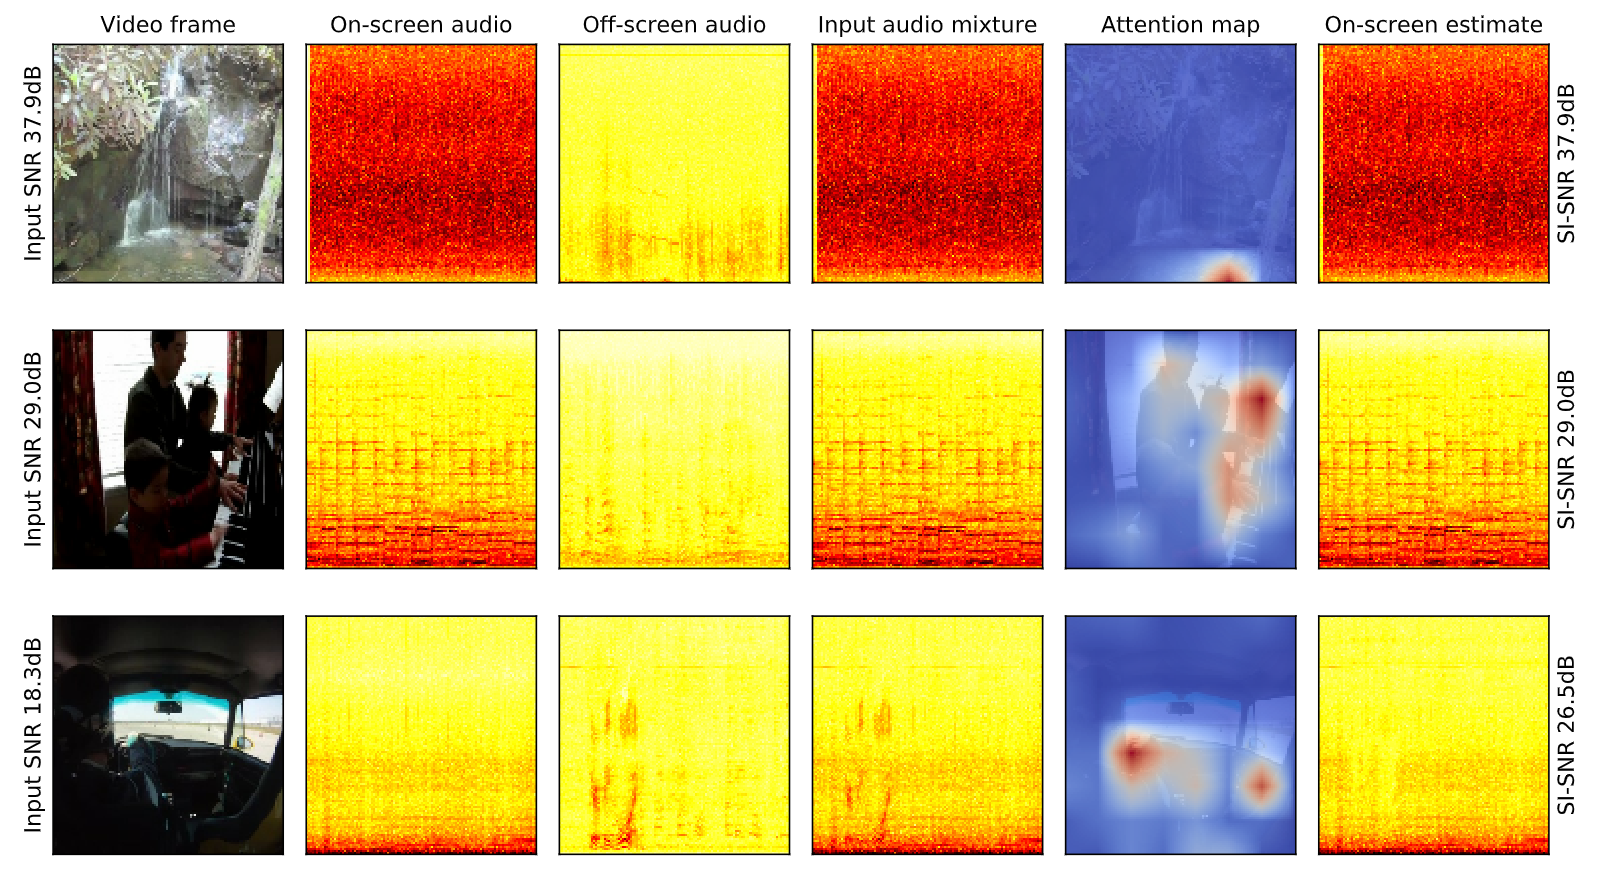 Video frame
On-screen audio
Off-screen audio
Input audio mixture
Attention map
On-screen estimate
Input SNR 37.9dB
SI-SNR 37.9dB
Input SNR 29.0dB
SI-SNR 29.0dB
Input SNR 18.3dB
SI-SNR 26.5dB